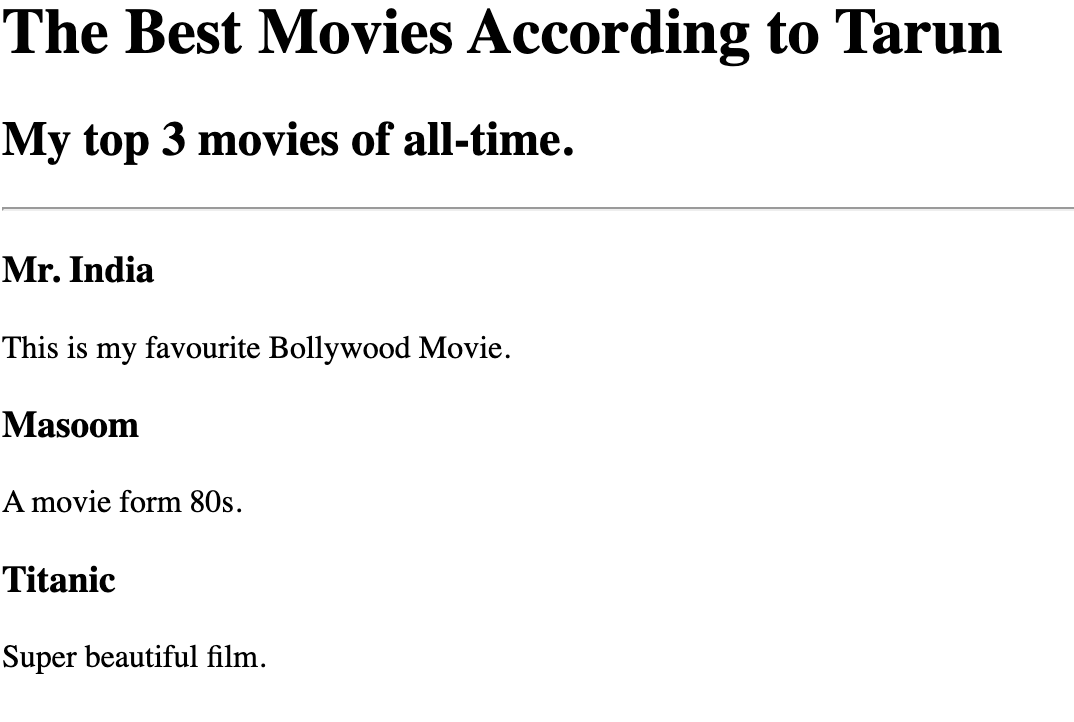 The Best Movies According to Tarun
My top 3 movies of all-time.
Mr. India
This is my favourite Bollywood Movie.
Masoom
A movie form 80s.
Titanic
Super beautiful film.